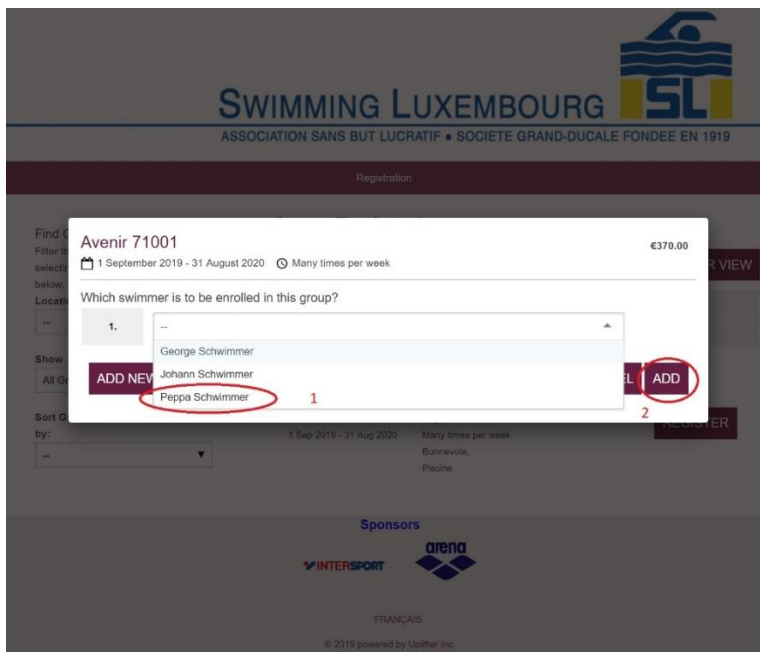 SWIMMING LUXEMBOURG
SL
ASSOCIATION SANS BUT LUCRATIF • SOCIETE GRAND-DUCALE FONDEE EN 1919
Registration
Find
Filter
below.
Show
All
Sort
by:
--
Avenir 71001
€370.00
1 September 2019 - 31 August 2020
Many times per week
Which swimmer is to be enrolled in this group?
1.
--
George Schwimmer
Johann Schwimmer
Peppa Schwimmer
1
ADD NEW
ADD
2
VIEW
REGISTER
1 Sep 2019 - 31 Aug 2020
Many times per week
Bonnevoie,
Piscine
Sponsors
INTERSPORT
arena
FRANÇAIS
© 2019 powered by Uplifter Inc.